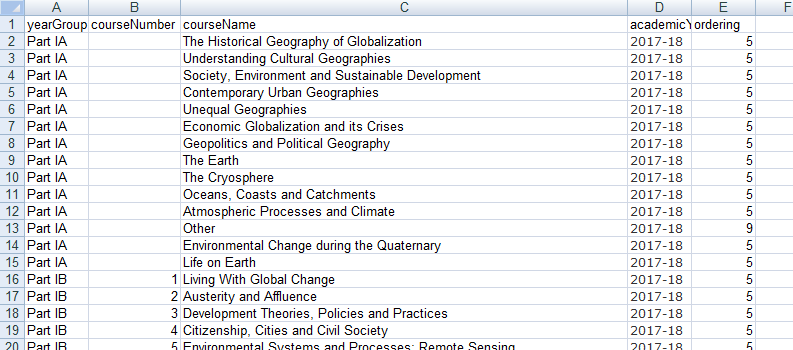 A B C D E F
1 yearGroup courseNumber courseName academicY ordering
2 Part IA The Historical Geography of Globalization 2017-18 5
3 Part IA Understanding Cultural Geographies 2017-18 5
4 Part IA Society, Environment and Sustainable Development 2017-18 5
5 Part IA Contemporary Urban Geographies 2017-18 5
6 Part IA Unequal Geographies 2017-18 5
7 Part IA Economic Globalization and its Crises 2017-18 5
8 Part IA Geopolitics and Political Geography 2017-18 5
9 Part IA The Earth 2017-18 5
10 Part IA The Cryosphere 2017-18 5
11 Part IA Oceans, Coasts and Catchments 2017-18 5
12 Part IA Atmospheric Processes and Climate 2017-18 5
13 Part IA Other 2017-18 9
14 Part IA Environmental Change during the Quaternary 2017-18 5
15 Part IA Life on Earth 2017-18 5
16 Part IB 1 Living With Global Change 2017-18 5
17 Part IB 2 Austerity and Affluence 2017-18 5
18 Part IB 3 Development Theories, Policies and Practices 2017-18 5
19 Part IB 4 Citizenship, Cities and Civil Society 2017-18 5
20 Part IB 5 Environmental Systems and Processes: Remote Sensing 2017-18 5